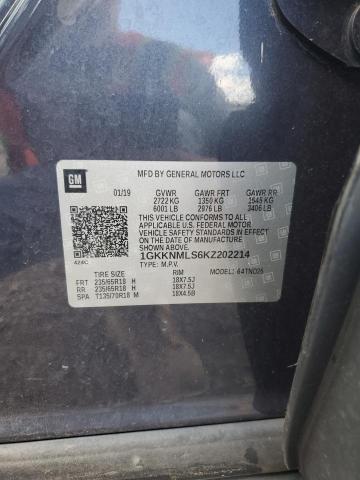 GM
MFD BY GENERAL MOTORS LLC
01/19 GVWR GAWR FRT GAWR RR
2722 KG 1350 KG 1545 KG
6001 LB 2976 LB 3406 LB
THIS VEHICLE CONFORMS TO ALL
APPLICABLE U.S. FEDERAL MOTOR
VEHICLE SAFETY STANDARDS IN EFFECT
ON THE DATE OF MANUFACTURE
SHOWN ABOVE.
424C 1GKKNMLS6KZ202214
TYPE: M.P.V. MODEL: 64TND26
TIRE SIZE RIM
FRT 235/65R18 H 18X7.5J
RR 235/65R18 H 18X7.5J
SPA T135/70R18 M 18X4.5B